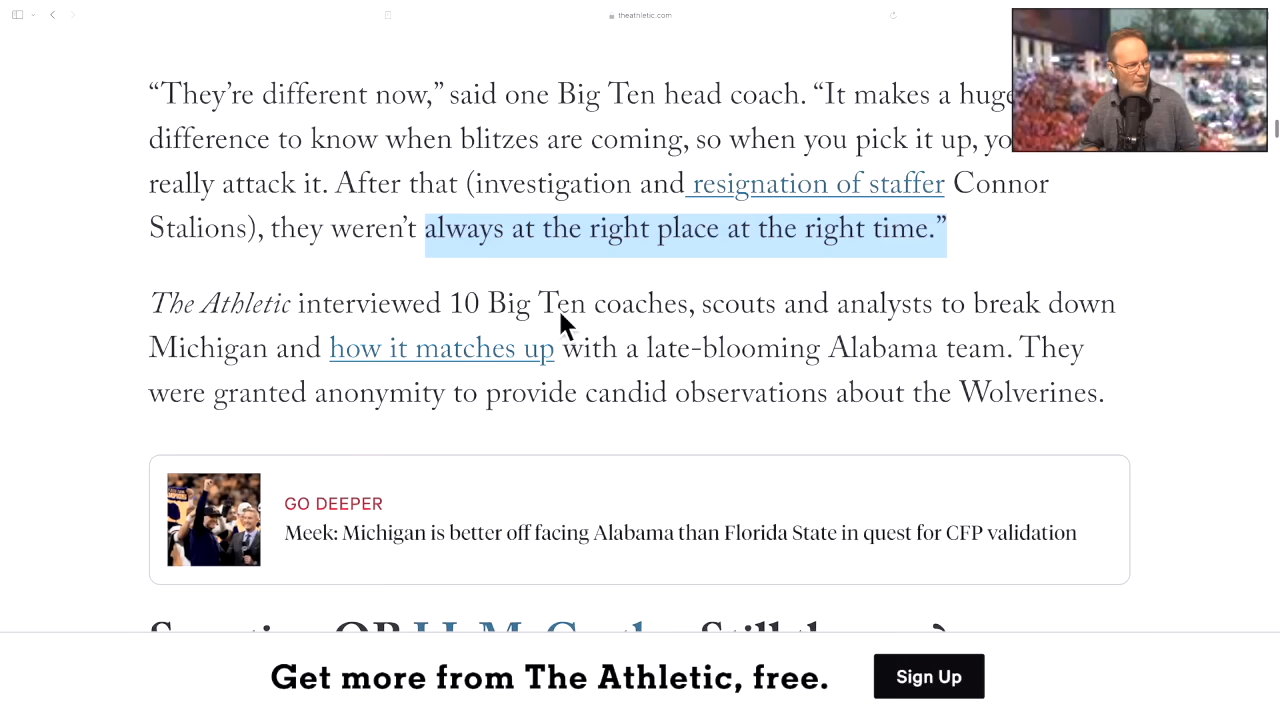 theathletic.com
“They’re different now,” said one Big Ten head coach. “It makes a huge
difference to know when blitzes are coming, so when you pick it up, yo
really attack it. After that (investigation and resignation of staffer Connor
Stalions), they weren’t always at the right place at the right time.”
The Athletic interviewed 10 Big Ten coaches, scouts and analysts to break down
Michigan and how it matches up with a late-blooming Alabama team. They
were granted anonymity to provide candid observations about the Wolverines.
GO DEEPER
Meek: Michigan is better off facing Alabama than Florida State in quest for CFP validation
Get more from The Athletic, free.
Sign Up